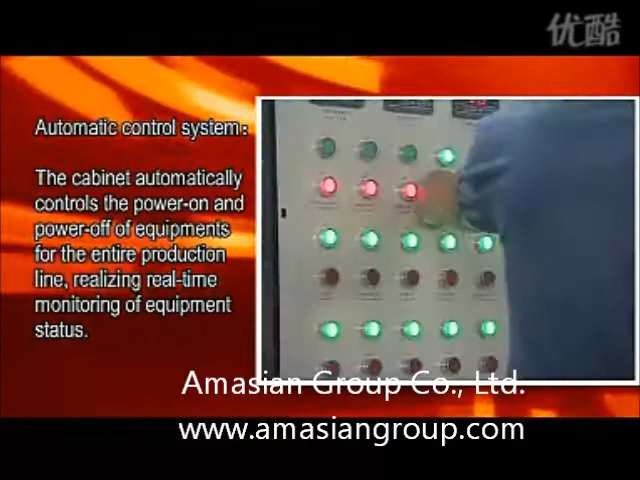 优酷
Automatic control system:
The cabinet automatically
controls the power-on and
power-off of equipments
for the entire production
line, realizing real-time
monitoring of equipment
status.
Amasian Group Co., Ltd.
www.amasiangroup.com